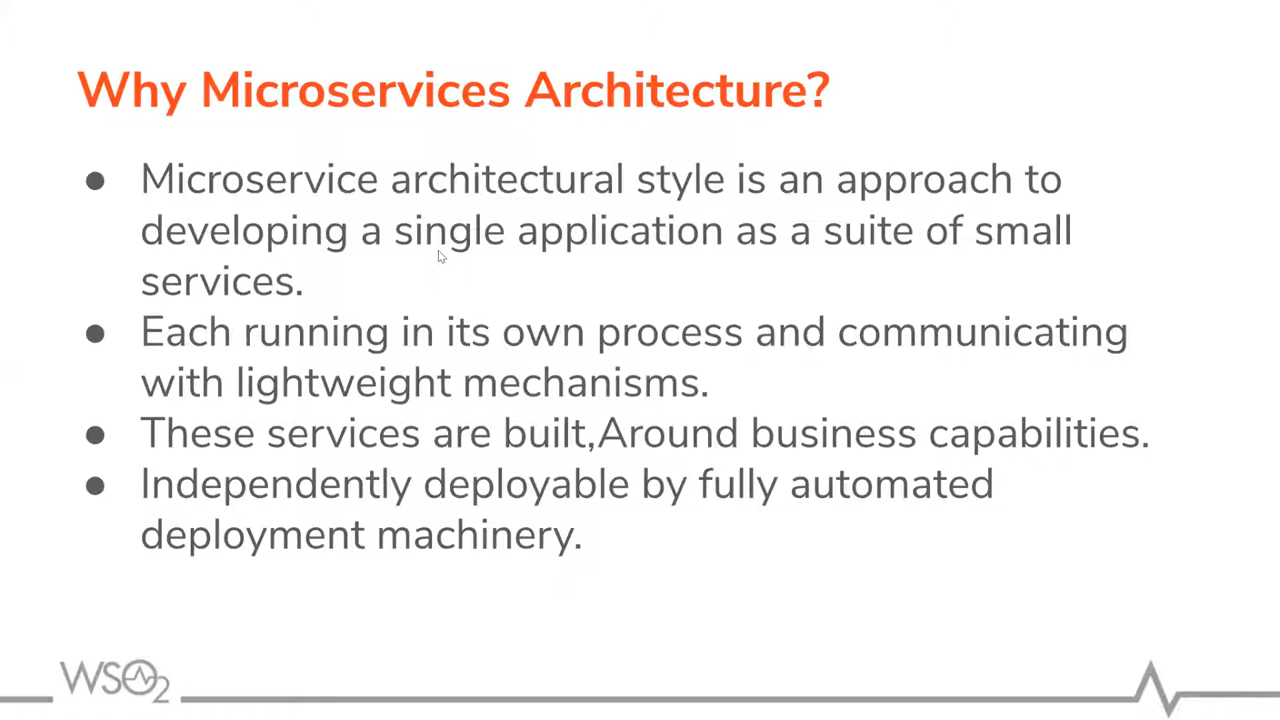 Why Microservices Architecture?
● Microservice architectural style is an approach to
developing a single application as a suite of small
services.
● Each running in its own process and communicating
with lightweight mechanisms.
● These services are built,Around business capabilities.
● Independently deployable by fully automated
deployment machinery.
WSO2